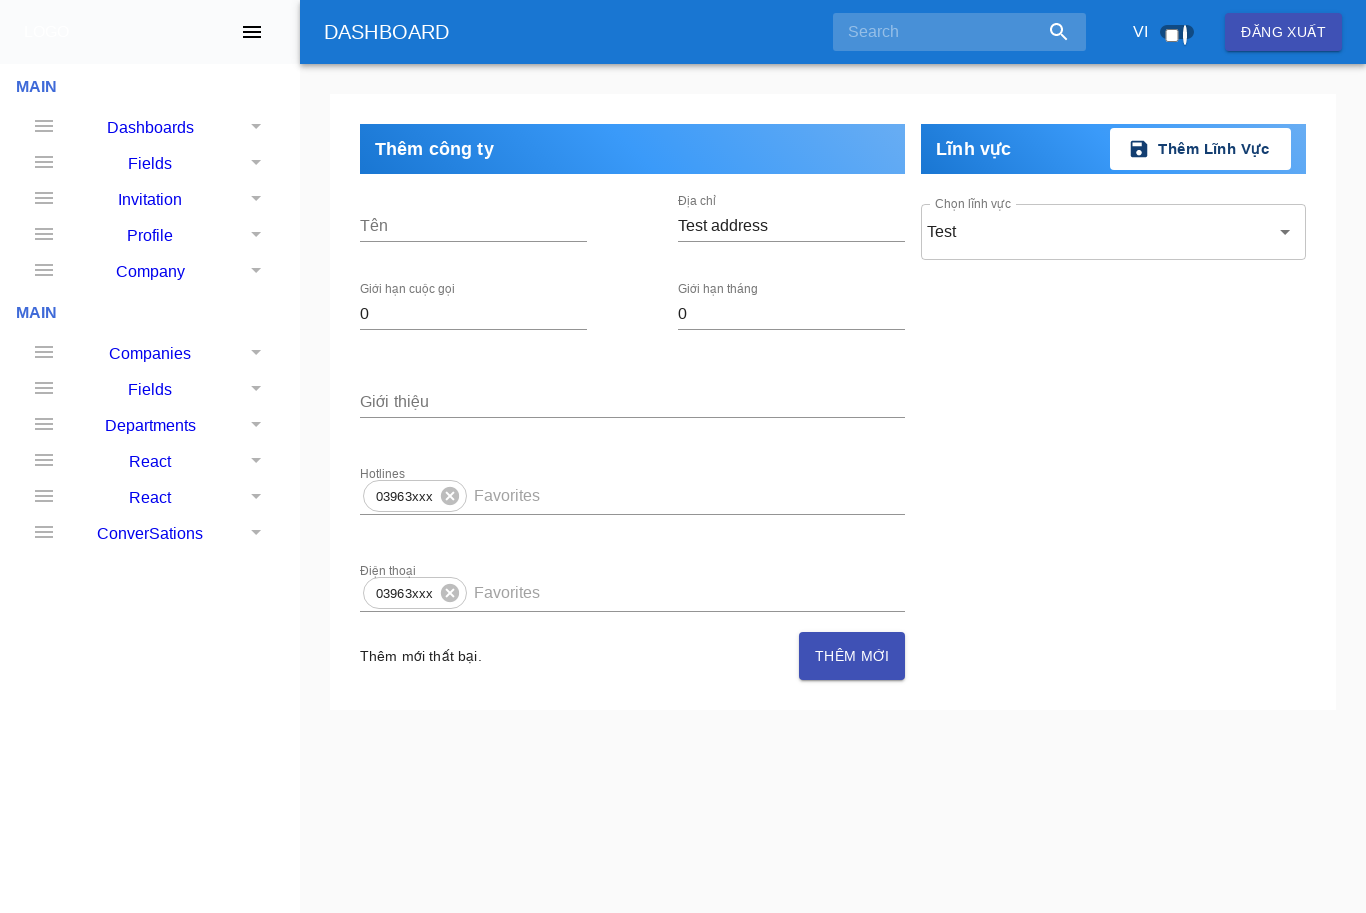 DASHBOARD
Search
VI
ĐĂNG XUẤT
MAIN
Dashboards
Fields
Invitation
Profile
Company
MAIN
Companies
Fields
Departments
React
React
ConverSations
Thêm công ty
Tên
Địa chỉ
Test address
Giới hạn cuộc gọi
0
Giới hạn tháng
0
Giới thiệu
Hotlines
03963xxx
Favorites
Điện thoại
03963xxx
Favorites
Thêm mới thất bại.
THÊM MỚI
Lĩnh vực
Thêm Lĩnh Vực
Chọn lĩnh vực
Test